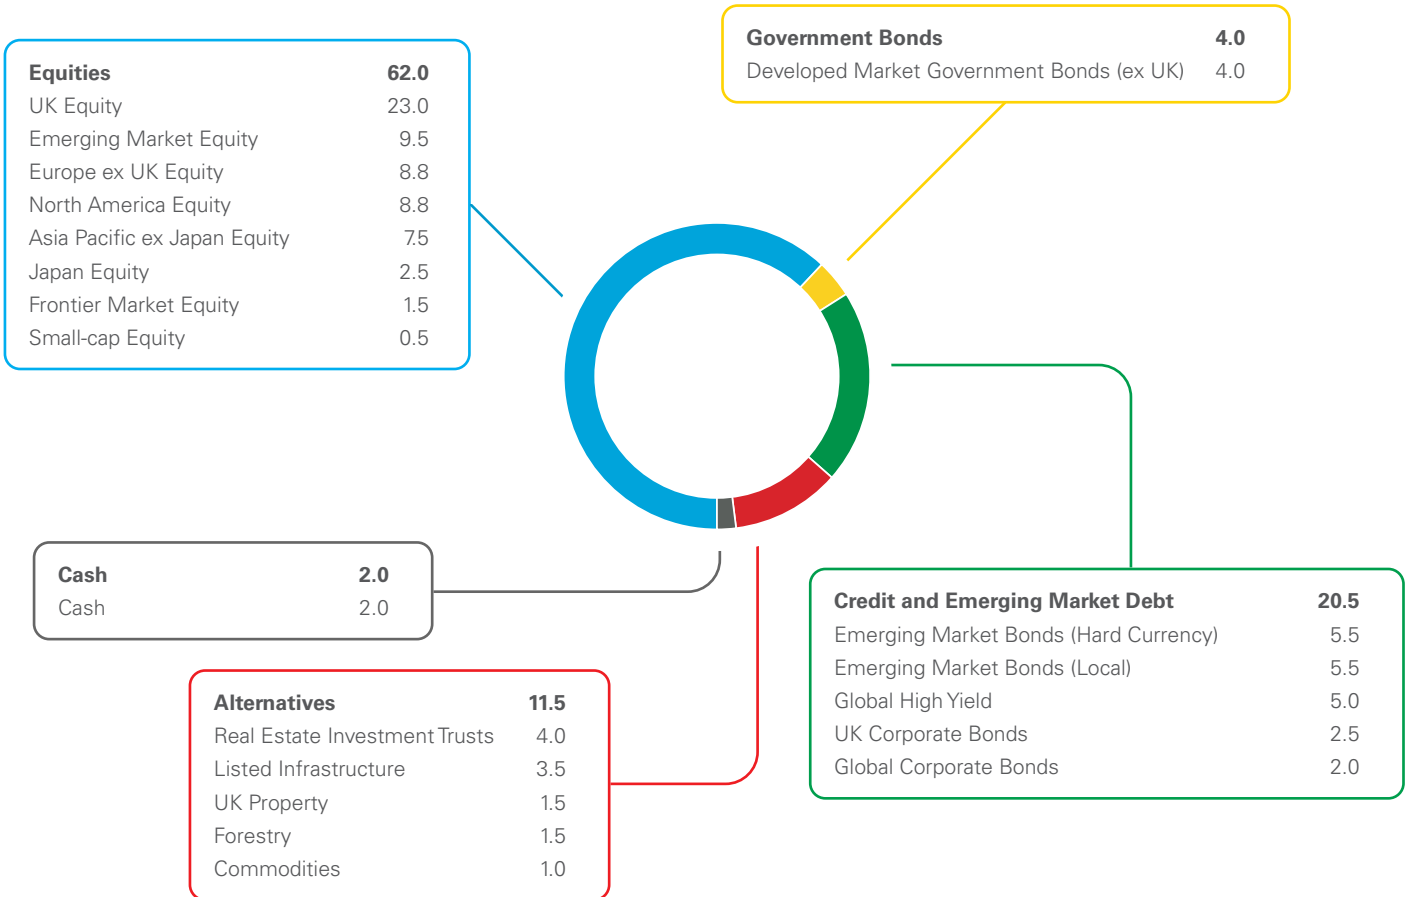 Equities 62.0
UK Equity 23.0
Emerging Market Equity 9.5
Europe ex UK Equity 8.8
North America Equity 8.8
Asia Pacific ex Japan Equity 7.5
Japan Equity 2.5
Frontier Market Equity 1.5
Small-cap Equity 0.5
Government Bonds 4.0
Developed Market Government Bonds (ex UK) 4.0
Cash 2.0
Cash 2.0
Alternatives 11.5
Real Estate Investment Trusts 4.0
Listed Infrastructure 3.5
UK Property 1.5
Forestry 1.5
Commodities 1.0
Credit and Emerging Market Debt 20.5
Emerging Market Bonds (Hard Currency) 5.5
Emerging Market Bonds (Local) 5.5
Global High Yield 5.0
UK Corporate Bonds 2.5
Global Corporate Bonds 2.0